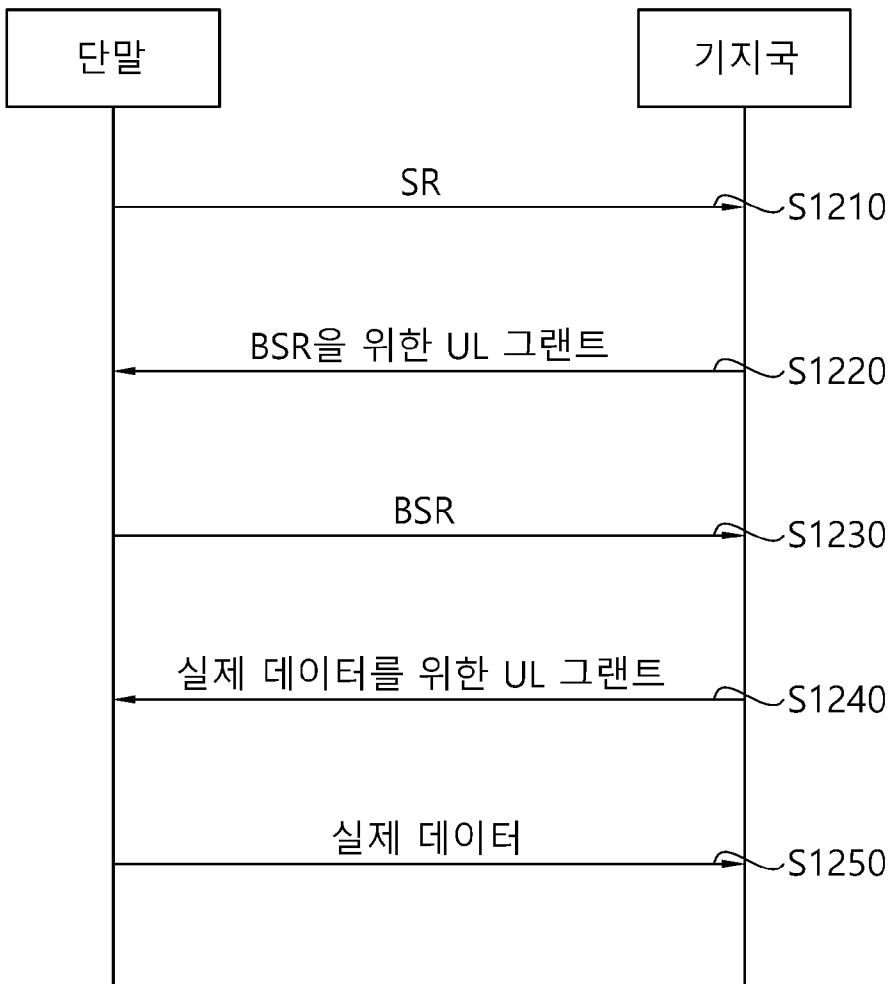 단말
기지국
SR
S1210
BSR을 위한 UL 그랜트
S1220
BSR
S1230
실제 데이터를 위한 UL 그랜트
S1240
실제 데이터
S1250